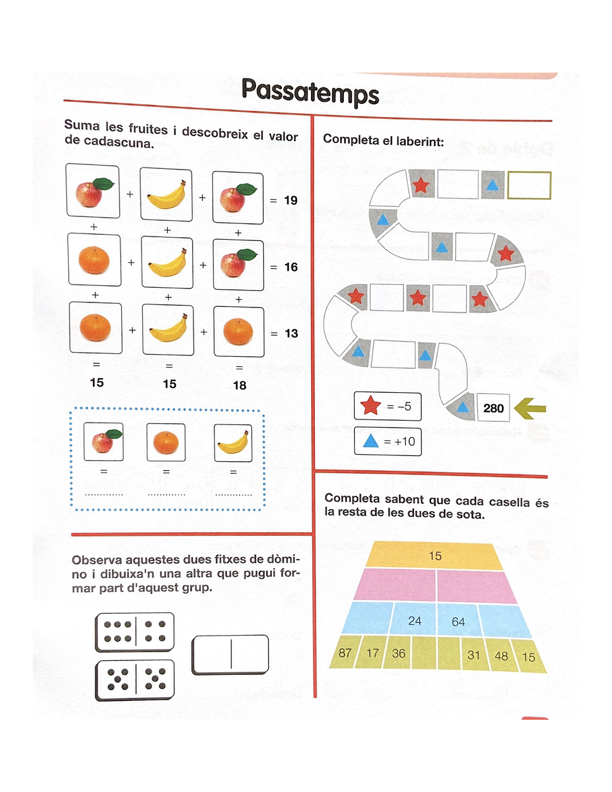 Passatemps
Suma les fruites i descobreix el valor
de cadascuna.
+ + = 19
+ + +
+ + = 16
+ + +
+ + = 13
= = =
15 15 18
= = =
.............. .............. ..............
Observa aquestes dues fitxes de dòmi-
no i dibuixa'n una altra que pugui for-
mar part d'aquest grup.
Completa el laberint:
280
= –5
= +10
Completa sabent que cada casella és
la resta de les dues de sota.
15
24 64
87 17 36 31 48 15